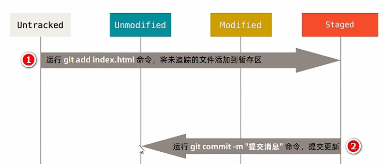 Untracked
Unmodified
Modified
Staged
1
运行 git add index.html 命令，将未追踪的文件添加到暂存区
运行 git commit -m "提交消息" 命令，提交更新
2